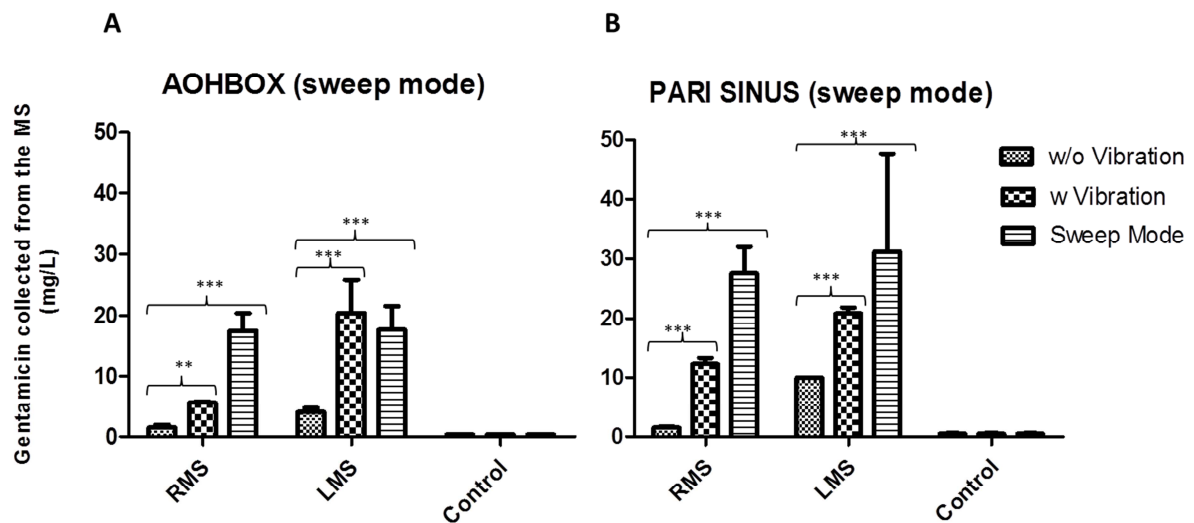 A
B
AOHBOX (sweep mode)
PARI SINUS (sweep mode)
Gentamicin collected from the MS
(mg/L)
50
40
30
20
10
0
***
**
***
***
RMS
LMS
Control
50
40
30
20
10
0
***
***
***
***
RMS
LMS
Control
w/o Vibration
w Vibration
Sweep Mode